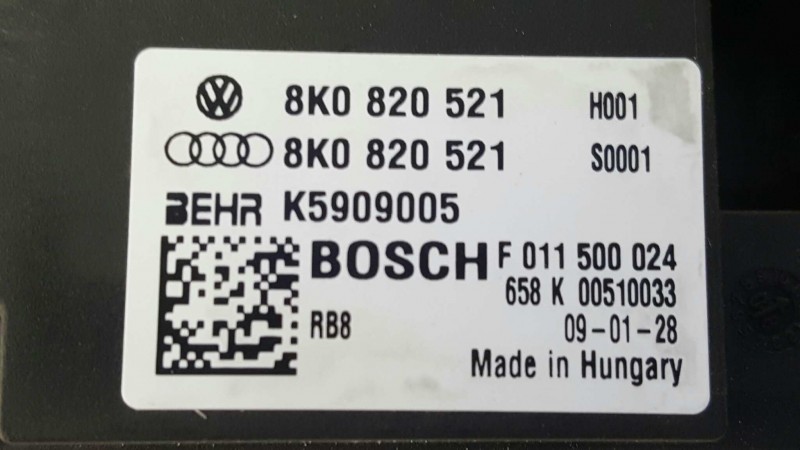 8K0 820 521 H001
8K0 820 521 S0001
BEHR K5909005
BOSCH F 011 500 024
658 K 00510033
RB8 09-01-28
Made in Hungary